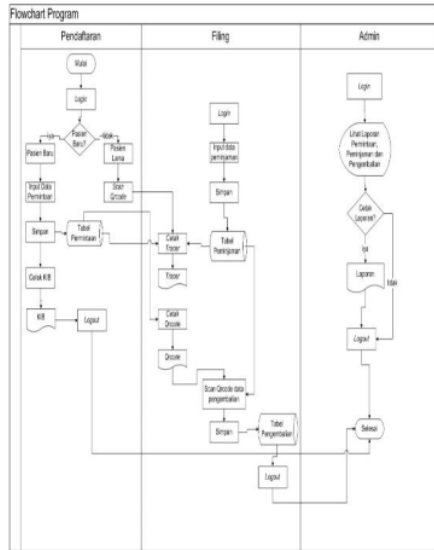 Flowchart Program
Pendaftaran
Filing
Admin
Mulai
Login
Pasien
Baru?
iya
tidak
Pasien Baru
Pasien
Lama
Input Data
Permintaan
Scan
Qrcode
Simpan
Tabel
Permintaan
Cetak KIB
KIB
Logout
Login
Input data
peminjaman
Simpan
Cetak
Tracer
Tabel
Peminjaman
Tracer
Cetak
Qrcode
Qrcode
Scan Qrcode data
pengembalian
Simpan
Tabel
Pengembalian
Logout
Login
Lihat Laporan
Permintaan,
Peminjaman dan
Pengembalian
Cetak
Laporan?
iya
tidak
Laporan
Logout
Selesai